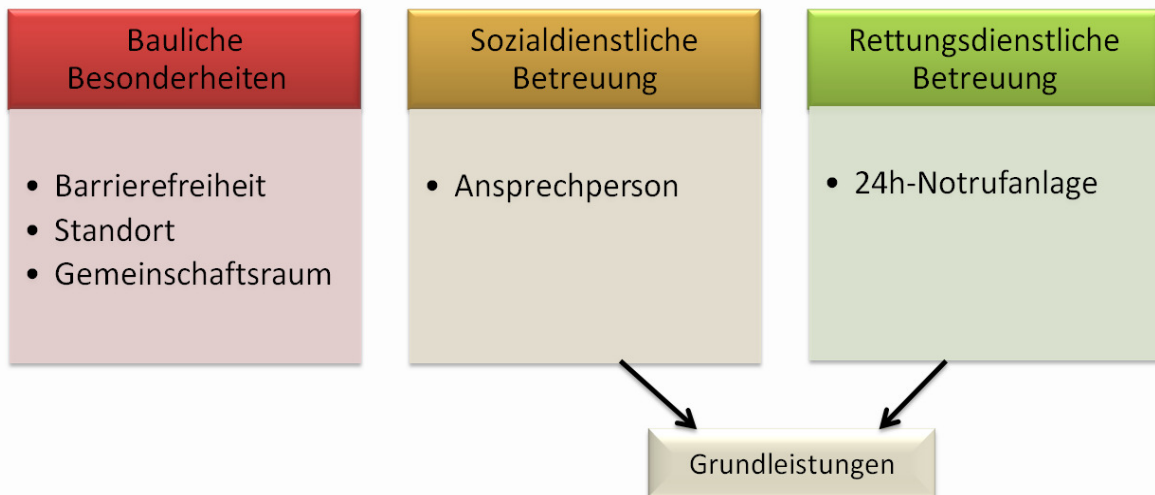 Bauliche
Besonderheiten
• Barrierefreiheit
• Standort
• Gemeinschaftsraum
Sozialdienstliche
Betreuung
• Ansprechperson
Rettungsdienstliche
Betreuung
• 24h-Notrufanlage
Grundleistungen